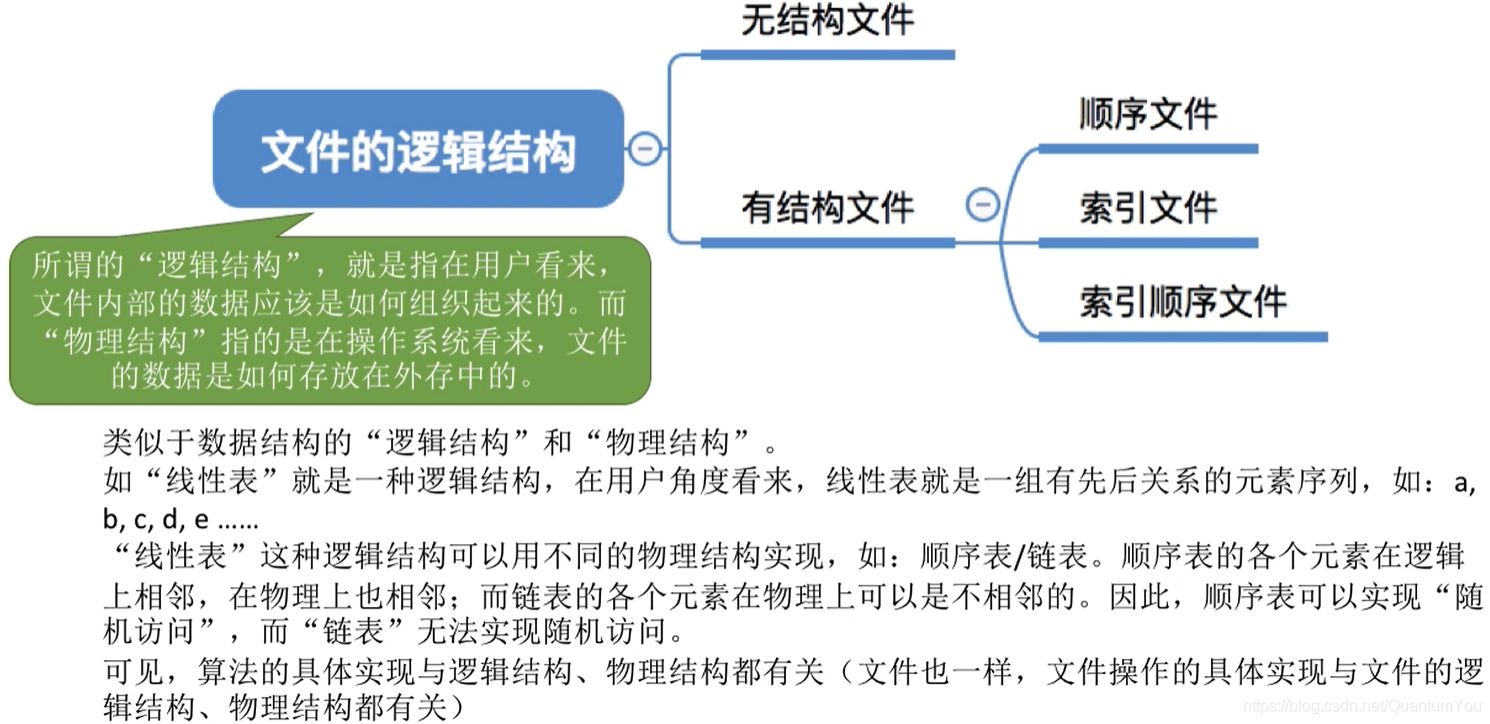 无结构文件
文件的逻辑结构
顺序文件
有结构文件
索引文件
索引顺序文件
所谓的“逻辑结构”，就是指在用户看来，
文件内部的数据应该是如何组织起来的。而
“物理结构”指的是在操作系统看来，文件
的数据是如何存放在外存中的。
类似于数据结构的“逻辑结构”和“物理结构”。
如“线性表”就是一种逻辑结构，在用户角度看来，线性表就是一组有先后关系的元素序列，如：a,
b, c, d, e ……
“线性表”这种逻辑结构可以用不同的物理结构实现，如：顺序表/链表。顺序表的各个元素在逻辑
上相邻，在物理上也相邻；而链表的各个元素在物理上可以是不相邻的。因此，顺序表可以实现“随
机访问”，而“链表”无法实现随机访问。
可见，算法的具体实现与逻辑结构、物理结构都有关（文件也一样，文件操作的具体实现与文件的逻
辑结构、物理结构都有关）
https://blog.csdn.net/QuantumYou